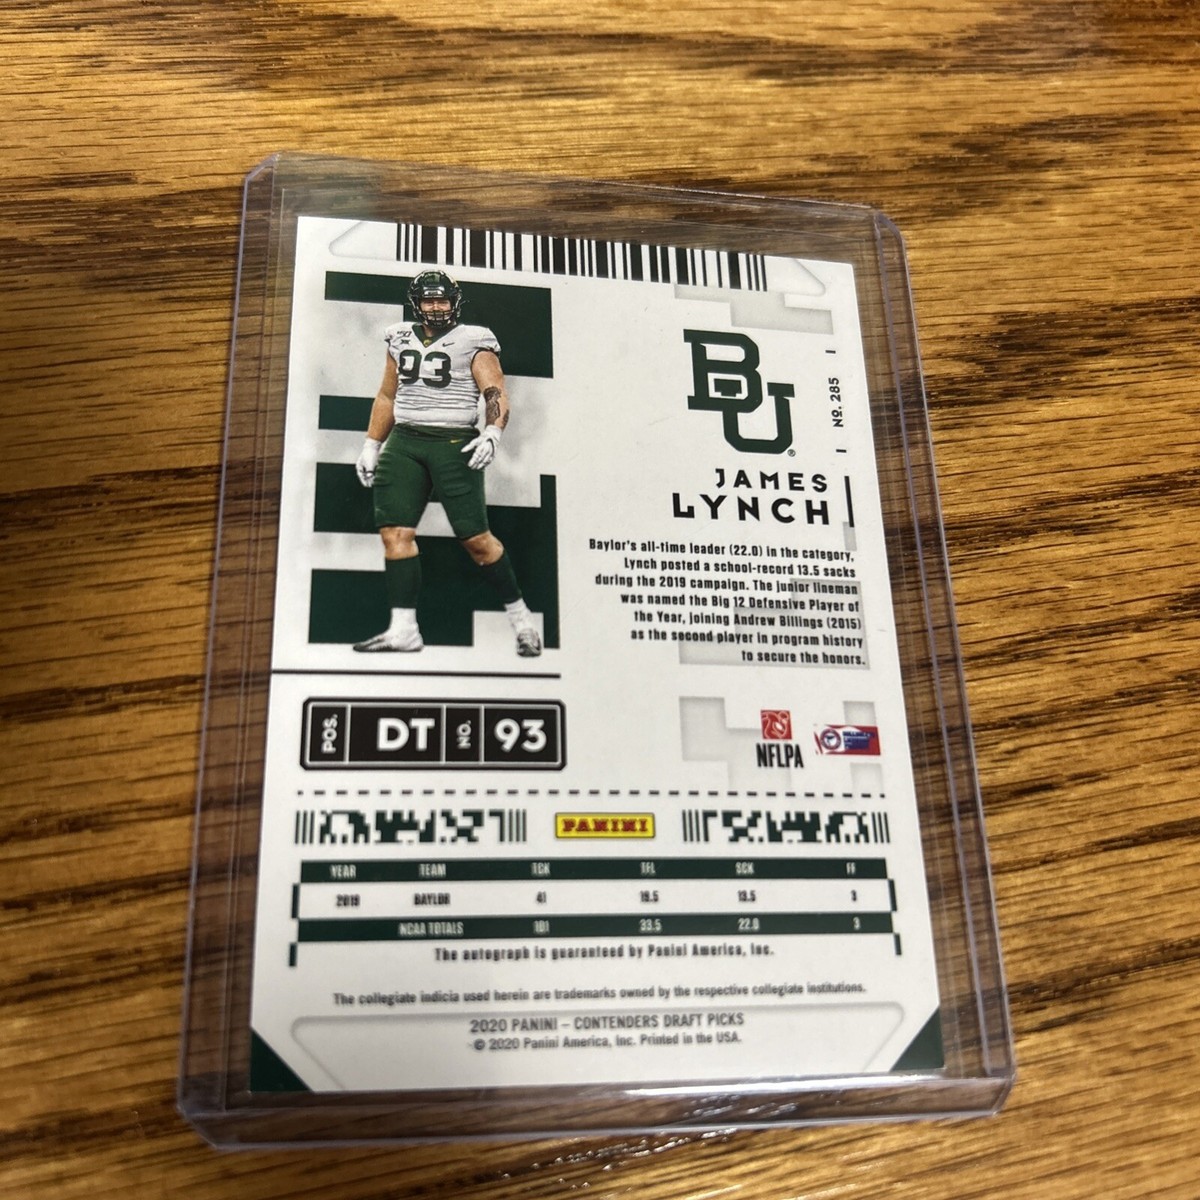 93
BU
®
No. 285
JAMES
LYNCH
Baylor's all-time leader (22.0) in the category,
Lynch posted a school-record 13.5 sacks
during the 2019 campaign. The junior lineman
was named the Big 12 Defensive Player of
the Year, joining Andrew Billings (2015)
as the second player in program history
to secure the honors.
POS. DT NO. 93
NFLPA
PANINI
YEAR TEAM TCK TFL SCK FF
2019 BAYLOR 41 19.5 13.5 3
NCAA TOTALS 101 33.5 22.0 3
The autograph is guaranteed by Panini America, Inc.
The collegiate indicia used herein are trademarks owned by the respective collegiate institutions.
2020 PANINI – CONTENDERS DRAFT PICKS
© 2020 Panini America, Inc. Printed in the USA.